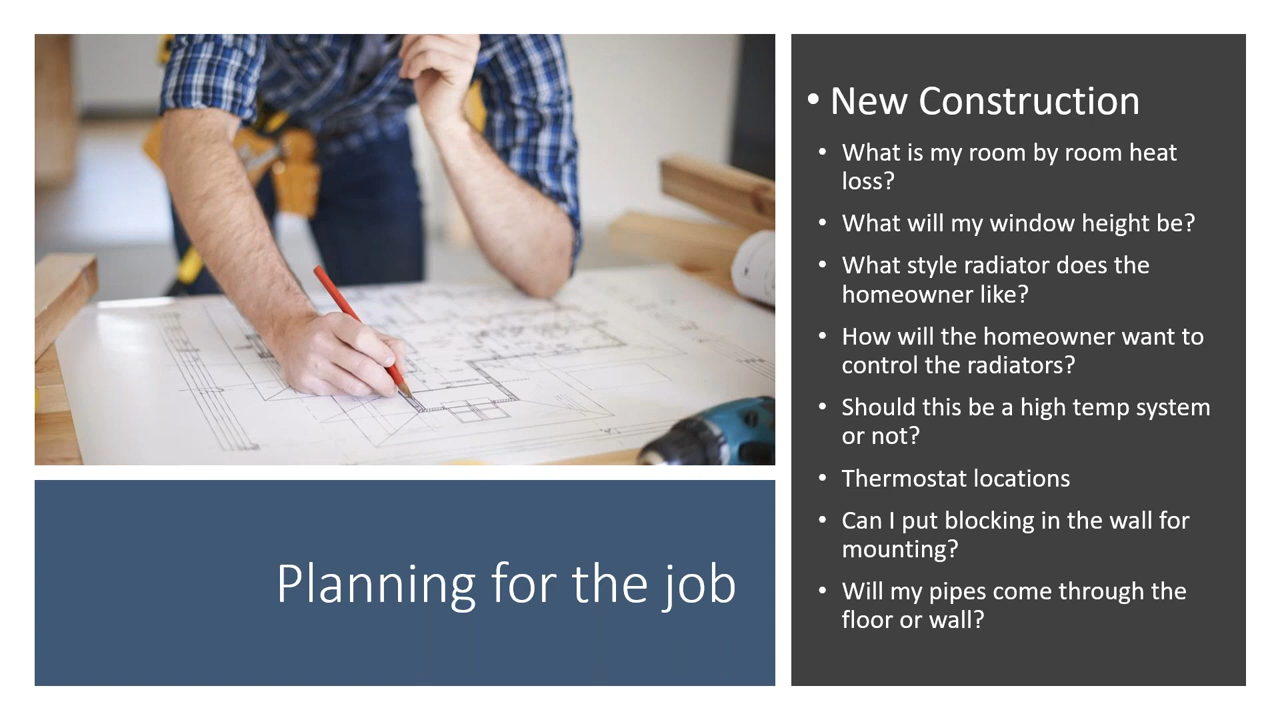 • New Construction
• What is my room by room heat
loss?
• What will my window height be?
• What style radiator does the
homeowner like?
• How will the homeowner want to
control the radiators?
• Should this be a high temp system
or not?
• Thermostat locations
• Can I put blocking in the wall for
mounting?
• Will my pipes come through the
floor or wall?
Planning for the job